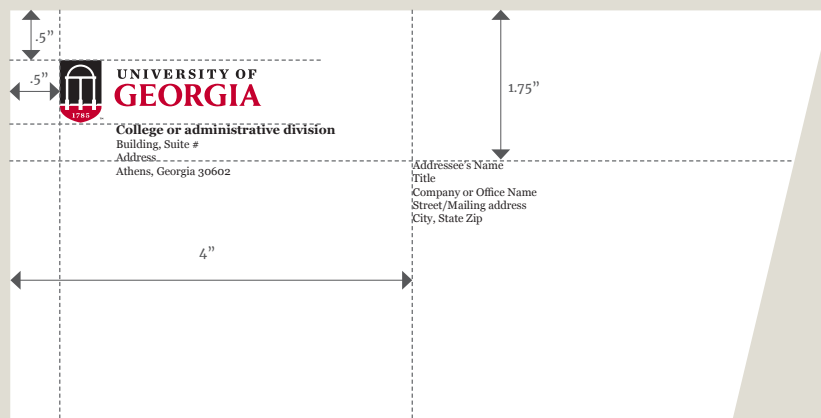 .5”
.5”
UNIVERSITY OF
GEORGIA
1785
College or administrative division
Building, Suite #
Address
Athens, Georgia 30602
1.75”
Addressee's Name
Title
Company or Office Name
Street/Mailing address
City, State Zip
4”